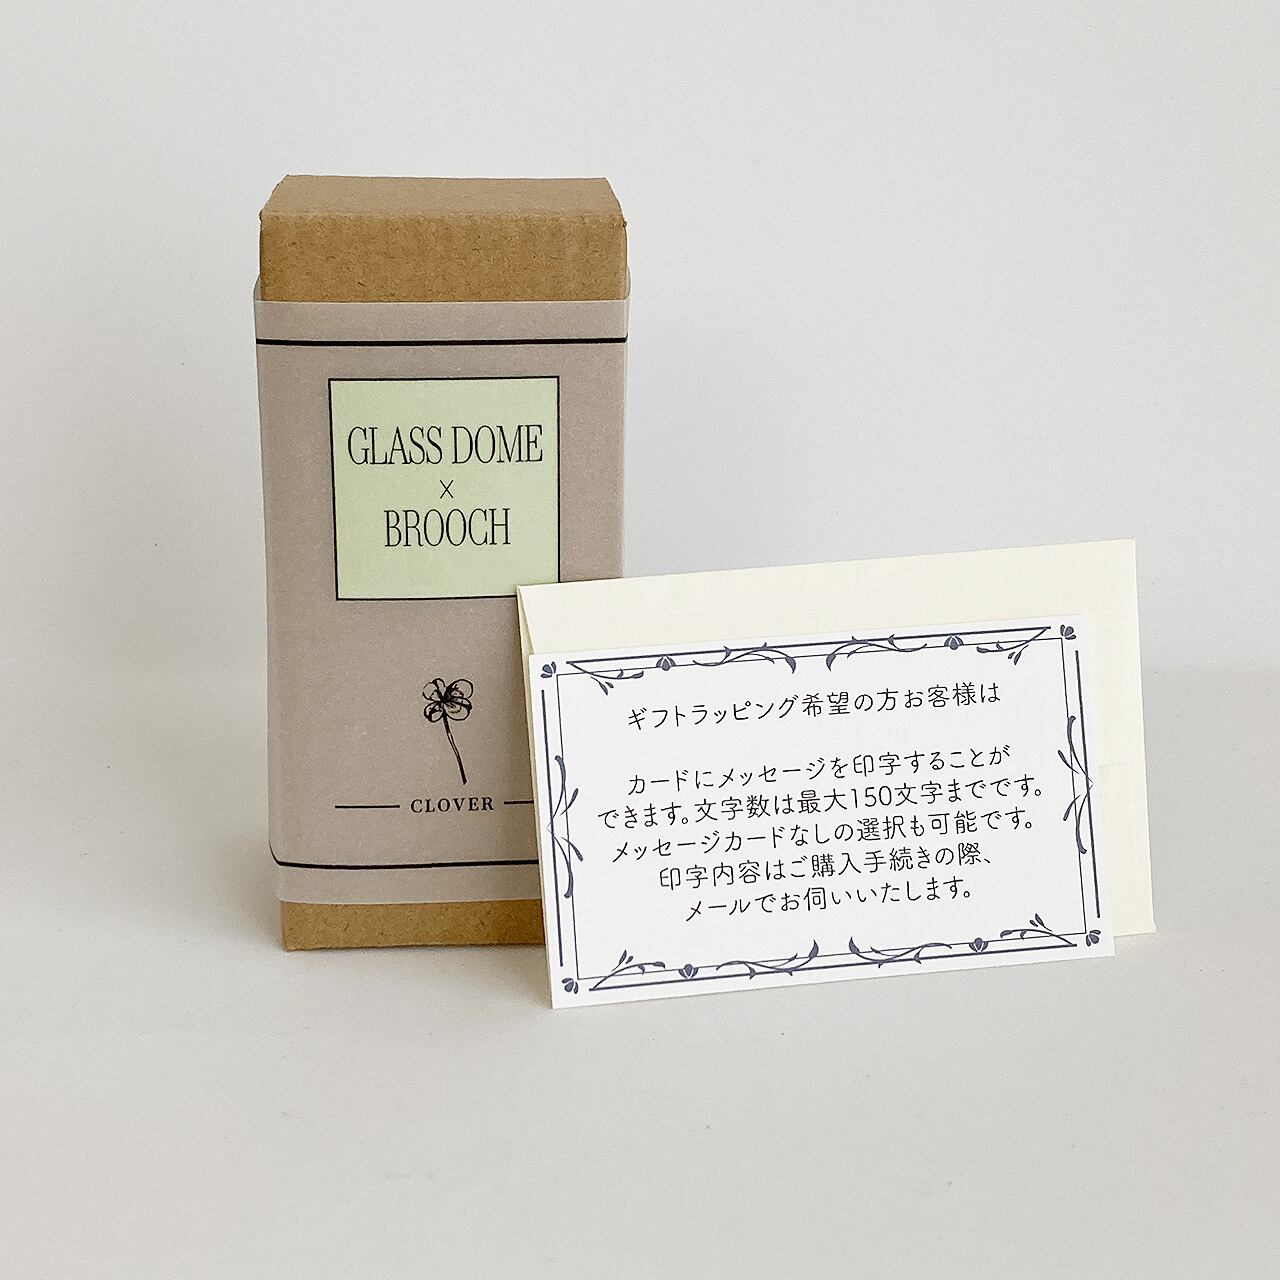 GLASS DOME
×
BROOCH
CLOVER
ギフトラッピング希望の方お客様は
カードにメッセージを印字することが
できます。文字数は最大150文字までです。
メッセージカードなしの選択も可能です。
印字内容はご購入手続きの際、
メールでお伺いいたします。